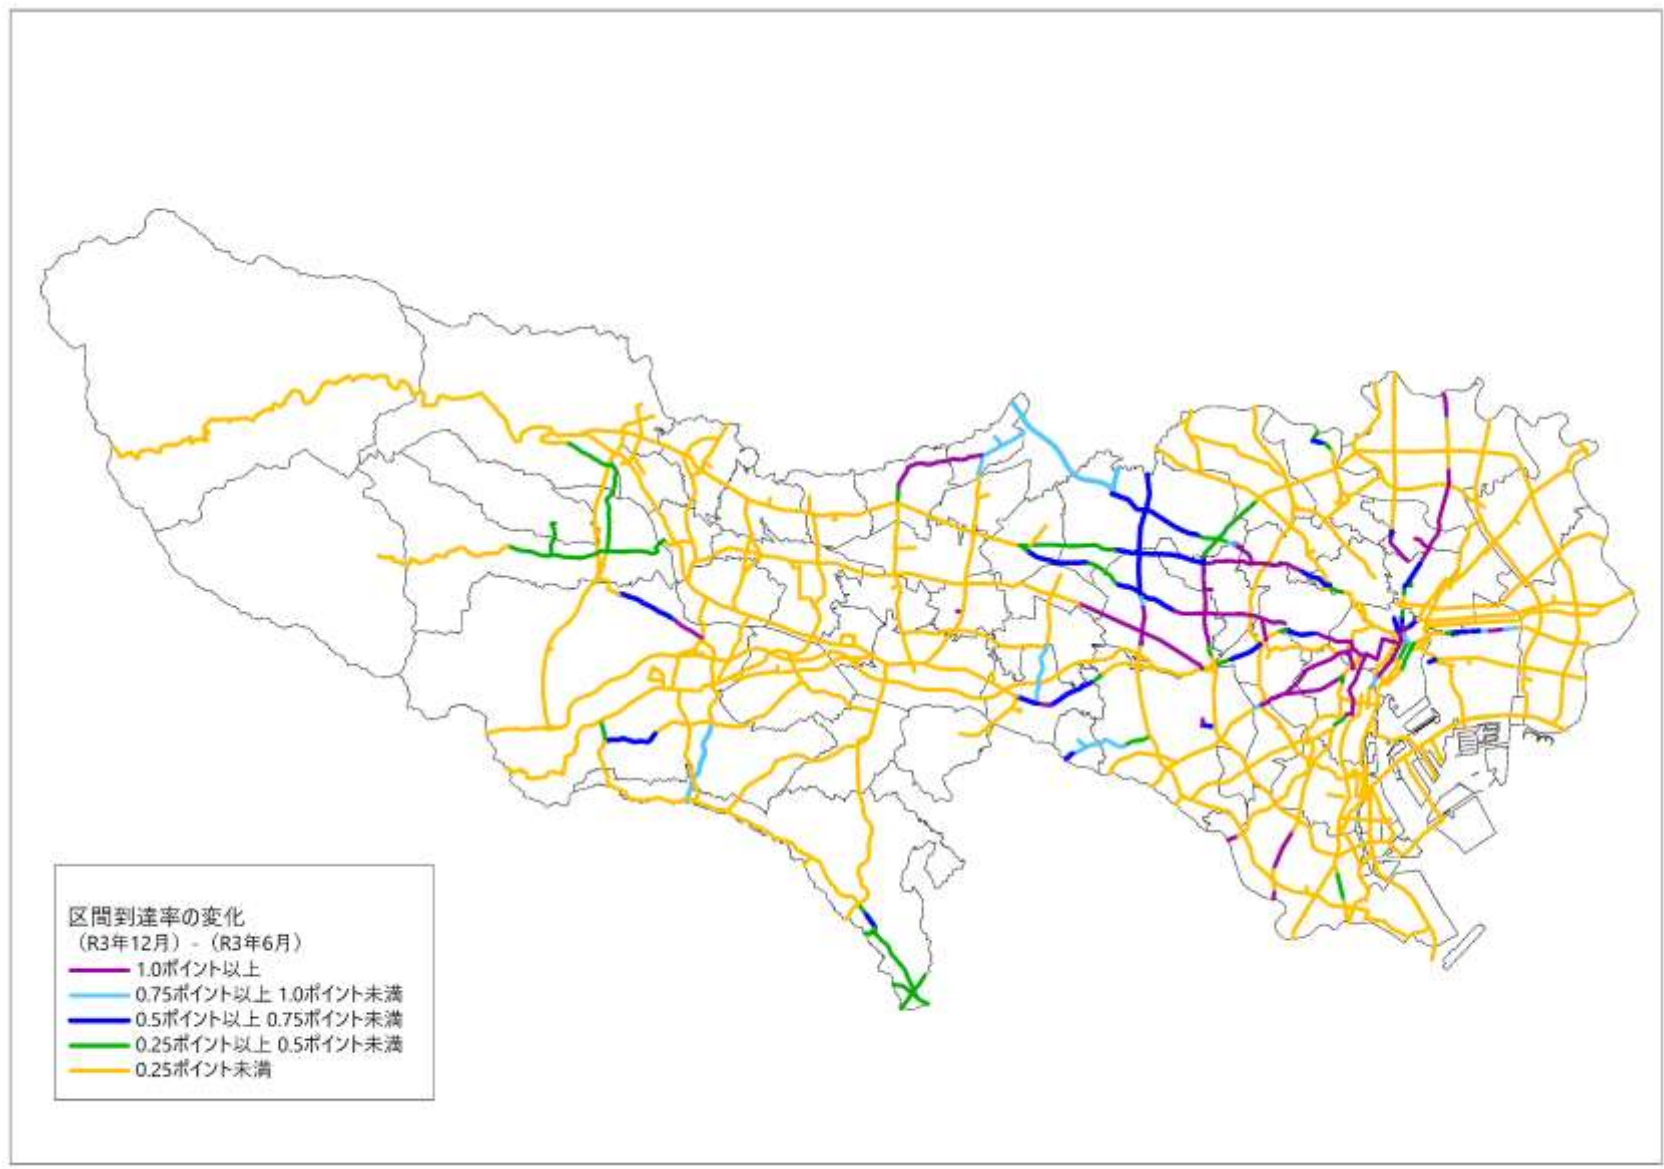 区間到達率の変化
（R3年12月）-（R3年6月）
1.0ポイント以上
0.75ポイント以上 1.0ポイント未満
0.5ポイント以上 0.75ポイント未満
0.25ポイント以上 0.5ポイント未満
0.25ポイント未満